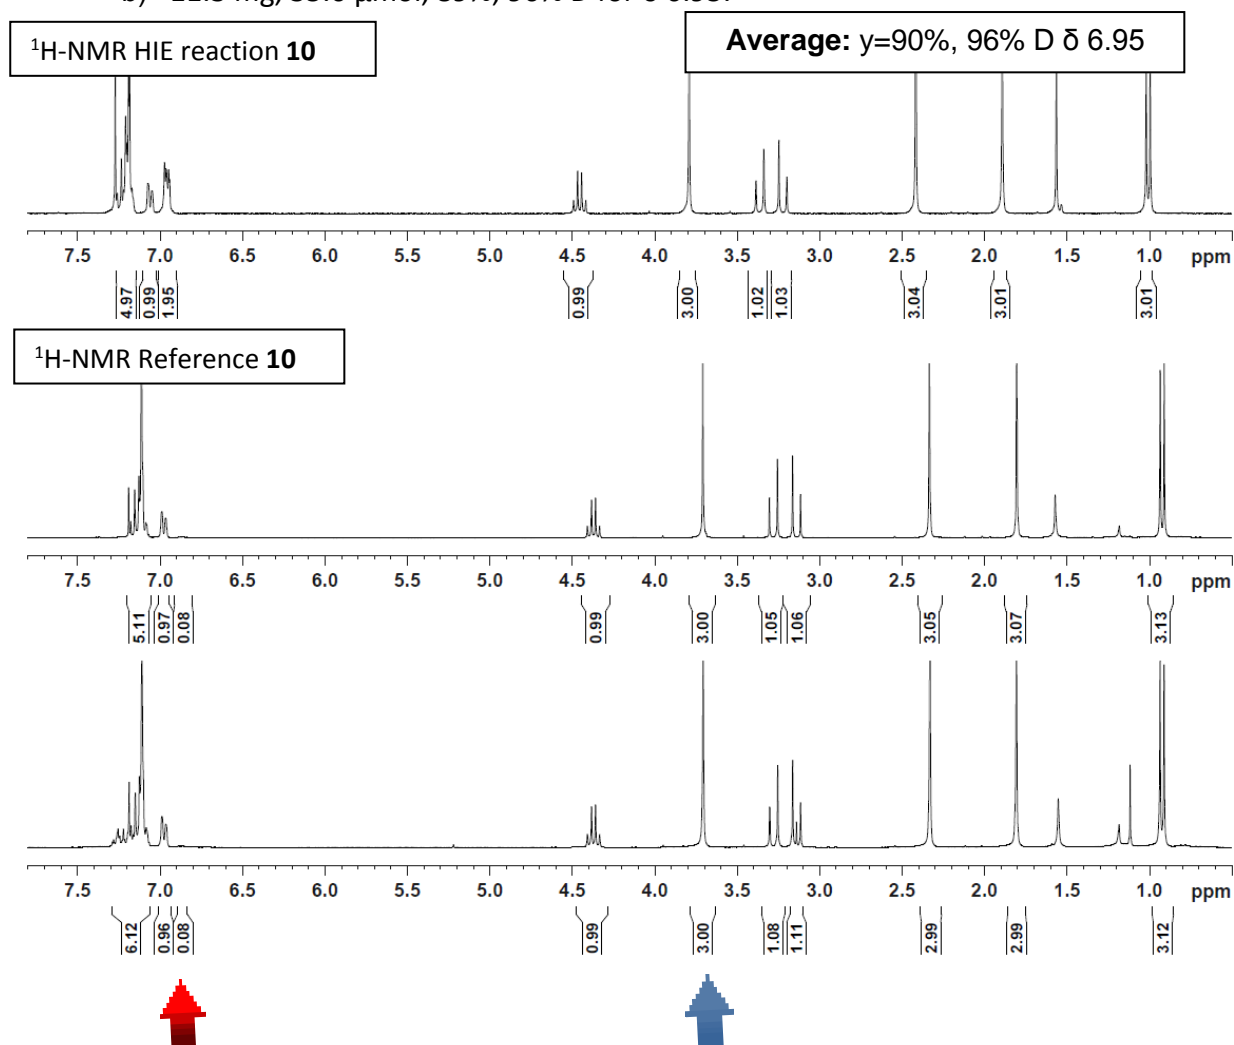 ¹H-NMR HIE reaction 10
Average: y=90%, 96% D δ 6.95
7.5 7.0 6.5 6.0 5.5 5.0 4.5 4.0 3.5 3.0 2.5 2.0 1.5 1.0 ppm
4.97 0.99 1.95 0.99 3.00 1.02 1.03 3.04 3.01 3.01
¹H-NMR Reference 10
7.5 7.0 6.5 6.0 5.5 5.0 4.5 4.0 3.5 3.0 2.5 2.0 1.5 1.0 ppm
5.11 0.97 0.08 0.99 3.00 1.05 1.06 3.05 3.07 3.13
7.5 7.0 6.5 6.0 5.5 5.0 4.5 4.0 3.5 3.0 2.5 2.0 1.5 1.0 ppm
6.12 0.96 0.08 0.99 3.00 1.08 1.11 2.99 2.99 3.12